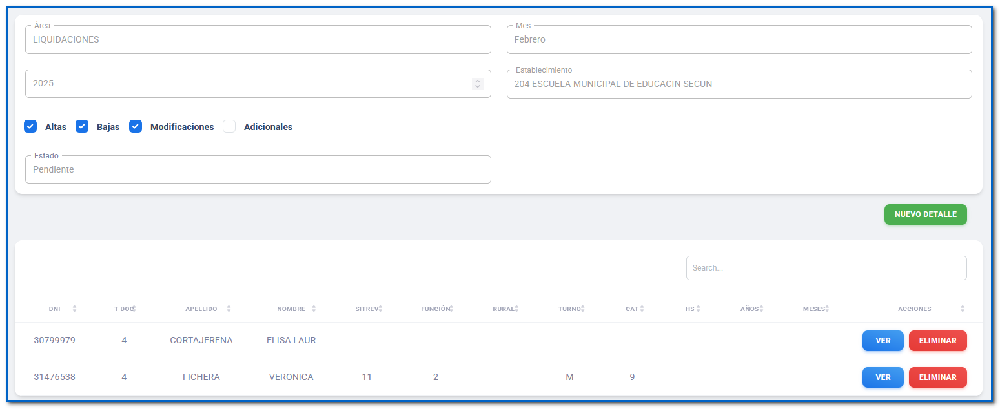 Área
LIQUIDACIONES
Mes
Febrero
2025
Establecimiento
204 ESCUELA MUNICIPAL DE EDUCACIN SECUN
Altas Bajas Modificaciones Adicionales
Estado
Pendiente
NUEVO DETALLE
Search...
DNI T DOC APELLIDO NOMBRE SITREV FUNCIÓN RURAL TURNO CAT HS AÑOS MESES ACCIONES
30799979 4 CORTAJERENA ELISA LAUR VER ELIMINAR
31476538 4 FICHERA VERONICA 11 2 M 9 VER ELIMINAR